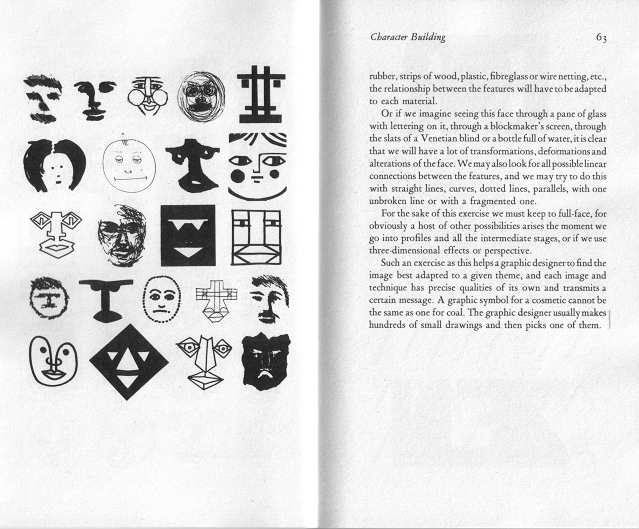 Character Building 63
rubber, strips of wood, plastic, fibreglass or wire netting, etc.,
the relationship between the features will have to be adapted
to each material.
Or if we imagine seeing this face through a pane of glass
with lettering on it, through a blockmaker's screen, through
the slats of a Venetian blind or a bottle full of water, it is clear
that we will have a lot of transformations, deformations and
alterations of the face. We may also look for all possible linear
connections between the features, and we may try to do this
with straight lines, curves, dotted lines, parallels, with one
unbroken line or with a fragmented one.
For the sake of this exercise we must keep to full-face, for
obviously a host of other possibilities arises the moment we
go into profiles and all the intermediate stages, or if we use
three-dimensional effects or perspective.
Such an exercise as this helps a graphic designer to find the
image best adapted to a given theme, and each image and
technique has precise qualities of its own and transmits a
certain message. A graphic symbol for a cosmetic cannot be
the same as one for coal. The graphic designer usually makes
hundreds of small drawings and then picks one of them.